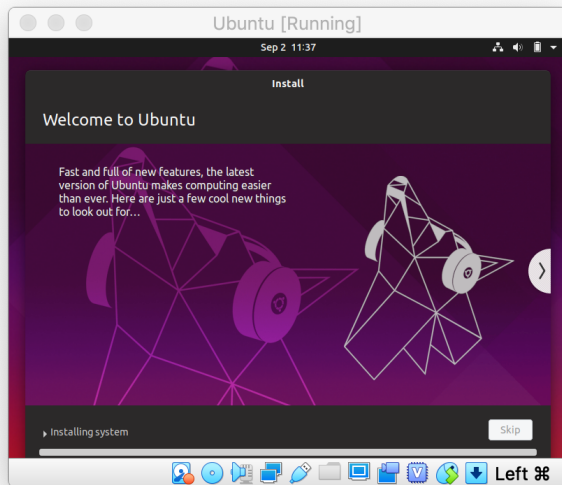 Ubuntu [Running]
Sep 2 11:37
Install
Welcome to Ubuntu
Fast and full of new features, the latest
version of Ubuntu makes computing easier
than ever. Here are just a few cool new things
to look out for...
Installing system
Skip
Left ⌘